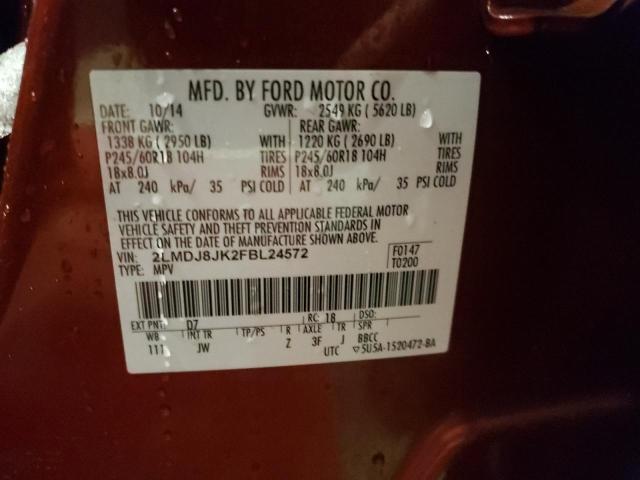 MFD. BY FORD MOTOR CO.
DATE: 10/14 GVWR: 2549 KG ( 5620 LB)
FRONT GAWR: REAR GAWR:
1338 KG ( 2950 LB) WITH 1220 KG ( 2690 LB) WITH
P245/60R18 104H TIRES P245/60R18 104H TIRES
18x8.0J RIMS 18x8.0J RIMS
AT 240 kPa/ 35 PSI COLD AT 240 kPa/ 35 PSI COLD
THIS VEHICLE CONFORMS TO ALL APPLICABLE FEDERAL MOTOR
VEHICLE SAFETY AND THEFT PREVENTION STANDARDS IN
EFFECT ON THE DATE OF MANUFACTURE SHOWN ABOVE.
VIN: 2LMDJ8JK2FBL24572 F0147
TYPE: MPV T0200
RC: 18 DSO:
EXT PNT: D7
WB INT TR TP/PS R AXLE TR SPR
111 JW Z 3F J BBCC
UTC ▽5U5A-1520472-BA